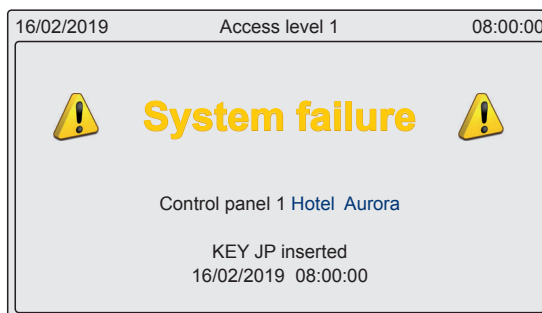 16/02/2019 Access level 1 08:00:00
System failure
Control panel 1 Hotel Aurora
KEY JP inserted
16/02/2019 08:00:00